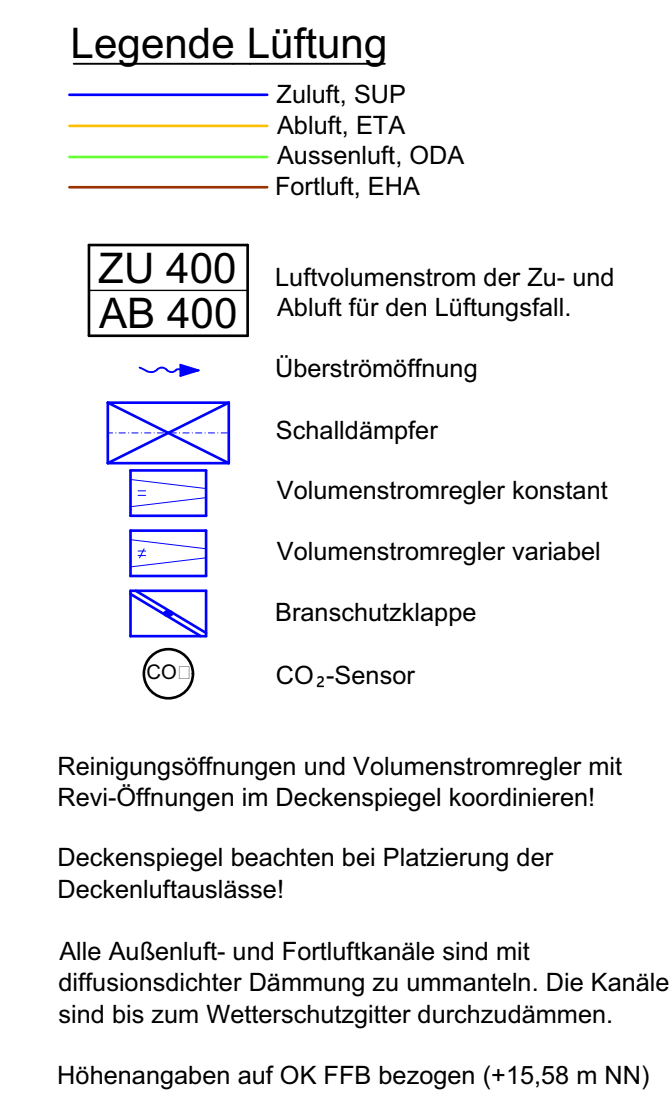 Legende Lüftung
Zuluft, SUP
Abluft, ETA
Aussenluft, ODA
Fortluft, EHA
ZU 400
AB 400
Luftvolumenstrom der Zu- und
Abluft für den Lüftungsfall.
Überströmöffnung
Schalldämpfer
=
Volumenstromregler konstant
≠
Volumenstromregler variabel
Branschutzklappe
CO□
CO₂-Sensor
Reinigungsöffnungen und Volumenstromregler mit
Revi-Öffnungen im Deckenspiegel koordinieren!
Deckenspiegel beachten bei Platzierung der
Deckenluftauslässe!
Alle Außenluft- und Fortluftkanäle sind mit
diffusionsdichter Dämmung zu ummanteln. Die Kanäle
sind bis zum Wetterschutzgitter durchzudämmen.
Höhenangaben auf OK FFB bezogen (+15,58 m NN)